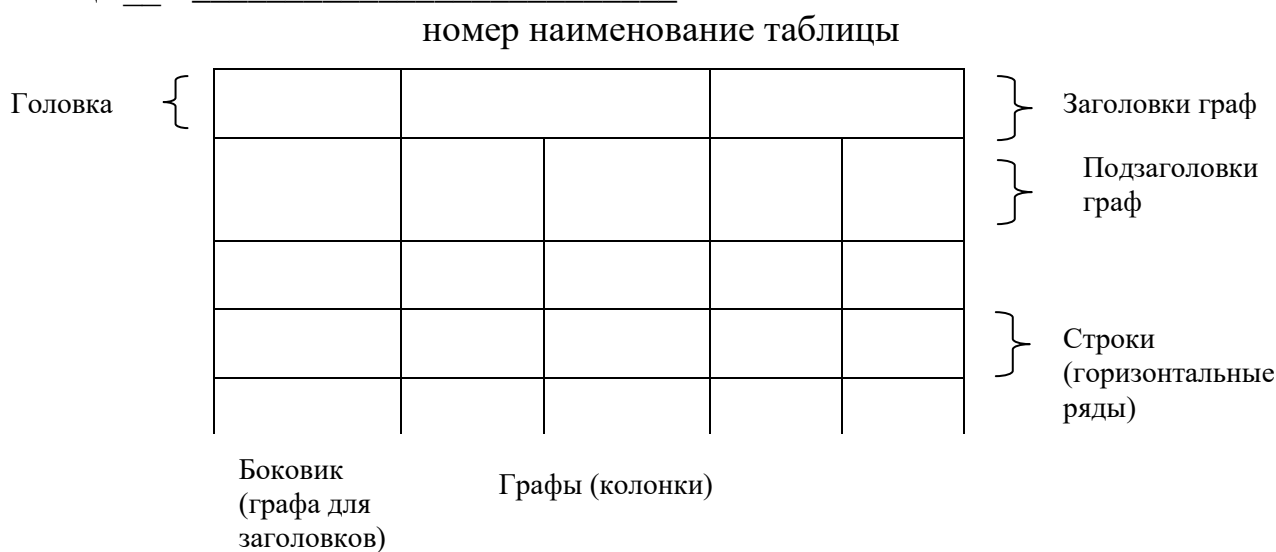 номер наименование таблицы
Головка
Заголовки граф
Подзаголовки
граф
Строки
(горизонтальные
ряды)
Боковик
(графа для
заголовков)
Графы (колонки)